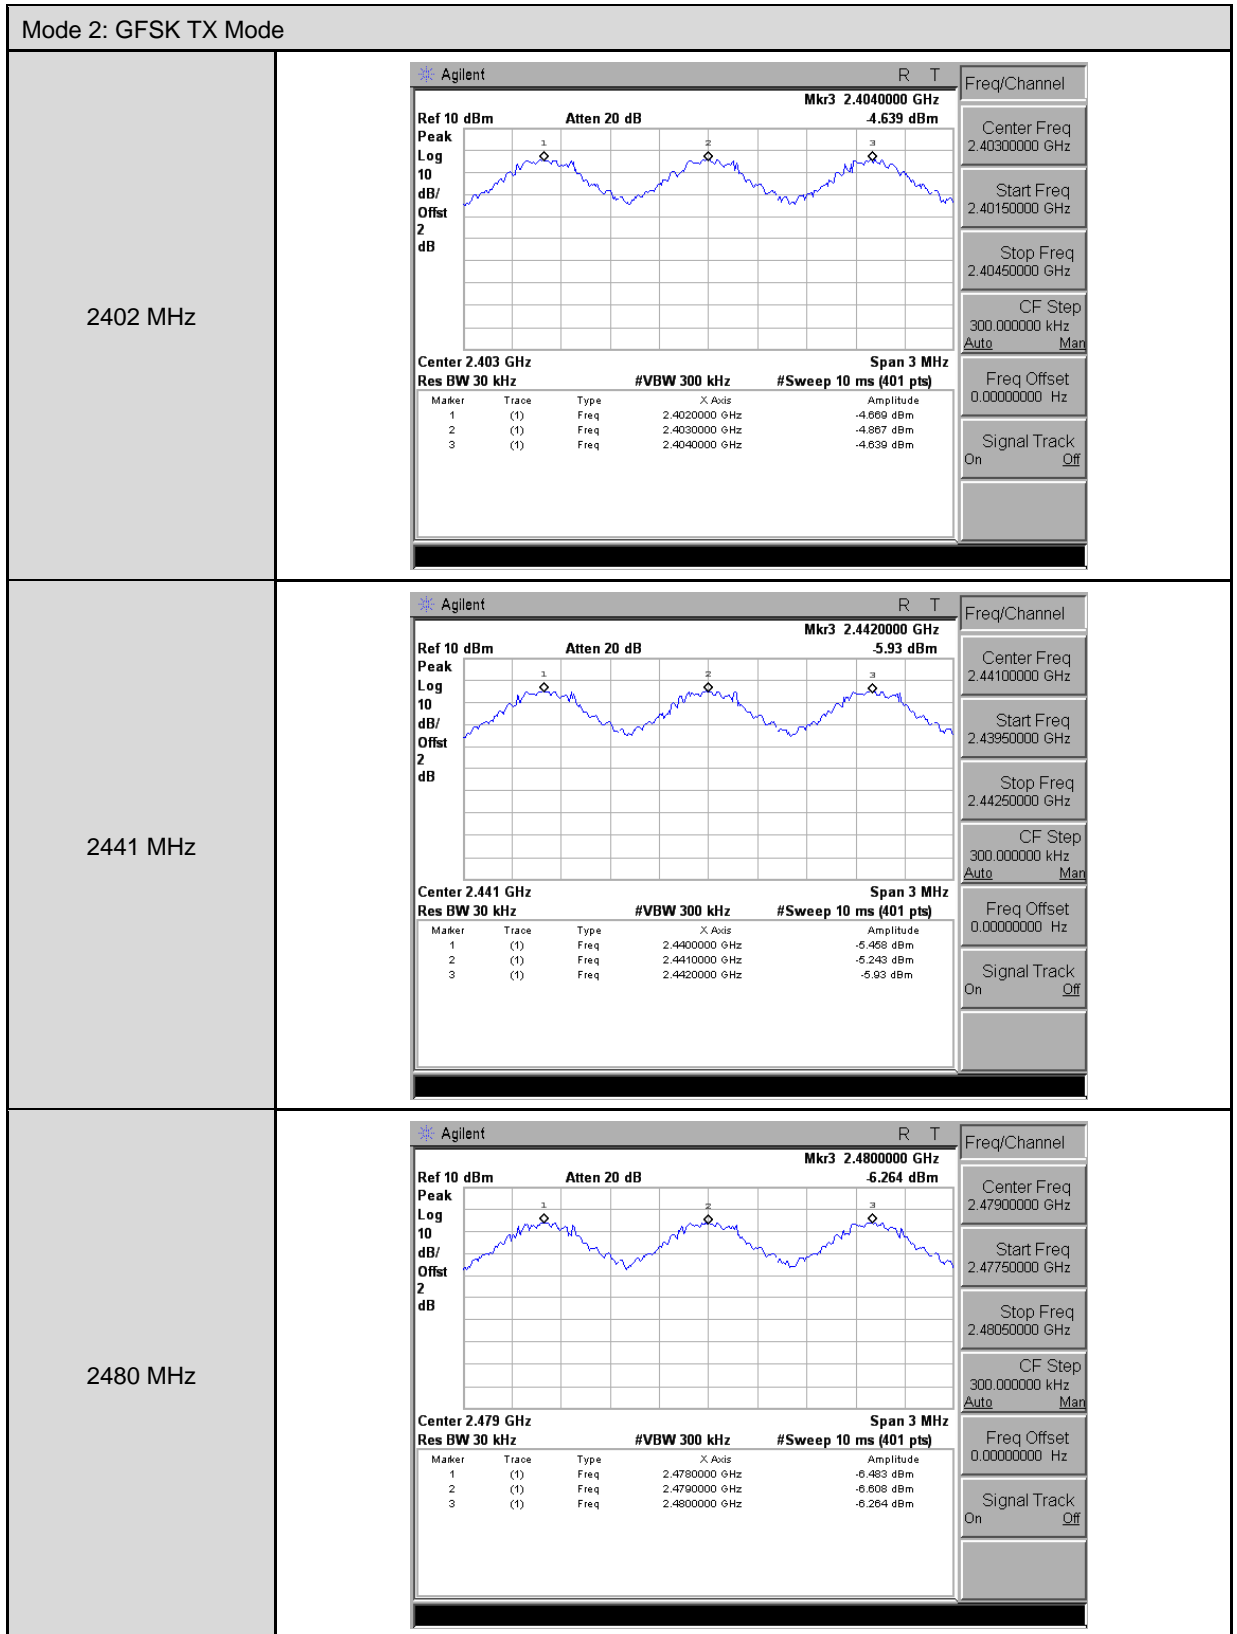 Mode 2: GFSK TX Mode
2402 MHz
Agilent R T
Mkr3 2.4040000 GHz
Ref 10 dBm Atten 20 dB -4.639 dBm
Peak
Log
10
dB/
Offst
2
dB
1 2 3
Center 2.403 GHz Span 3 MHz
Res BW 30 kHz #VBW 300 kHz #Sweep 10 ms (401 pts)
Marker Trace Type X Axis Amplitude
1 (1) Freq 2.4020000 GHz -4.669 dBm
2 (1) Freq 2.4030000 GHz -4.867 dBm
3 (1) Freq 2.4040000 GHz -4.639 dBm
Freq/Channel
Center Freq
2.40300000 GHz
Start Freq
2.40150000 GHz
Stop Freq
2.40450000 GHz
CF Step
300.000000 kHz
Auto Man
Freq Offset
0.00000000 Hz
Signal Track
On Off
2441 MHz
Agilent R T
Mkr3 2.4420000 GHz
Ref 10 dBm Atten 20 dB -5.93 dBm
Peak
Log
10
dB/
Offst
2
dB
1 2 3
Center 2.441 GHz Span 3 MHz
Res BW 30 kHz #VBW 300 kHz #Sweep 10 ms (401 pts)
Marker Trace Type X Axis Amplitude
1 (1) Freq 2.4400000 GHz -5.458 dBm
2 (1) Freq 2.4410000 GHz -5.243 dBm
3 (1) Freq 2.4420000 GHz -5.93 dBm
Freq/Channel
Center Freq
2.44100000 GHz
Start Freq
2.43950000 GHz
Stop Freq
2.44250000 GHz
CF Step
300.000000 kHz
Auto Man
Freq Offset
0.00000000 Hz
Signal Track
On Off
2480 MHz
Agilent R T
Mkr3 2.4800000 GHz
Ref 10 dBm Atten 20 dB -6.264 dBm
Peak
Log
10
dB/
Offst
2
dB
1 2 3
Center 2.479 GHz Span 3 MHz
Res BW 30 kHz #VBW 300 kHz #Sweep 10 ms (401 pts)
Marker Trace Type X Axis Amplitude
1 (1) Freq 2.4780000 GHz -6.483 dBm
2 (1) Freq 2.4790000 GHz -6.608 dBm
3 (1) Freq 2.4800000 GHz -6.264 dBm
Freq/Channel
Center Freq
2.47900000 GHz
Start Freq
2.47750000 GHz
Stop Freq
2.48050000 GHz
CF Step
300.000000 kHz
Auto Man
Freq Offset
0.00000000 Hz
Signal Track
On Off